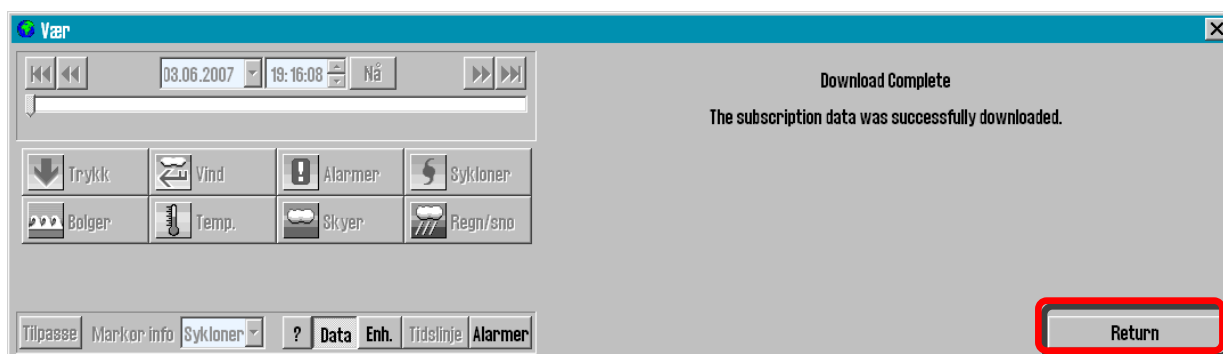 Vær
03.06.2007 19:16:08 Nå
Download Complete
The subscription data was successfully downloaded.
Trykk Vind Alarmer Sykloner
Bolger Temp. Skyer Regn/sno
Tilpasse Markor info Sykloner ? Data Enh. Tidslinje Alarmer
Return